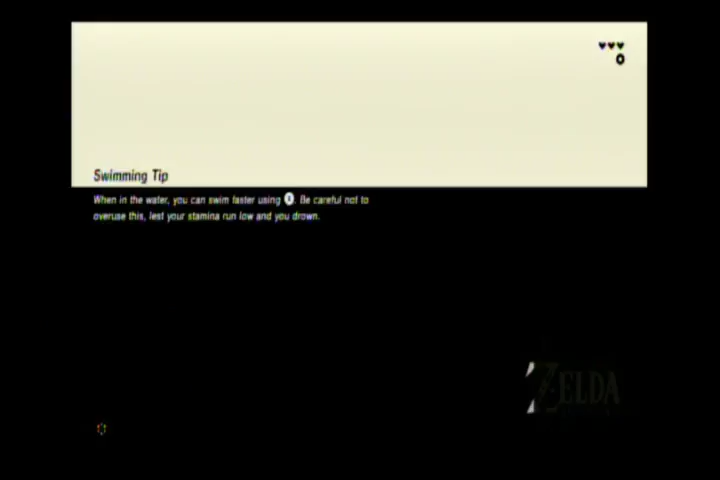 Swimming Tip
When in the water, you can swim faster using X. Be careful not to
overuse this, lest your stamina run low and you drown.
ZELDA